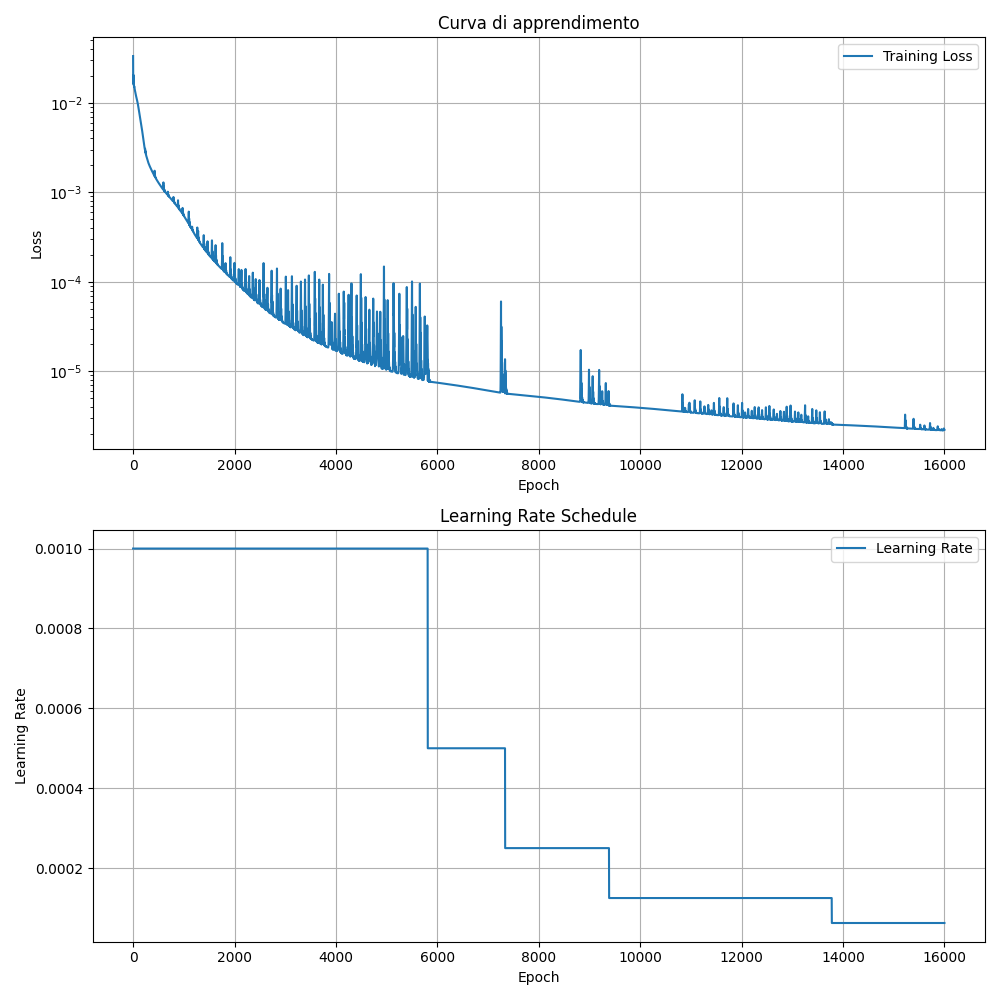 Curva di apprendimento
Training Loss
Loss
10⁻²
10⁻³
10⁻⁴
10⁻⁵
0 2000 4000 6000 8000 10000 12000 14000 16000
Epoch
Learning Rate Schedule
Learning Rate
Learning Rate
0.0010
0.0008
0.0006
0.0004
0.0002
0 2000 4000 6000 8000 10000 12000 14000 16000
Epoch